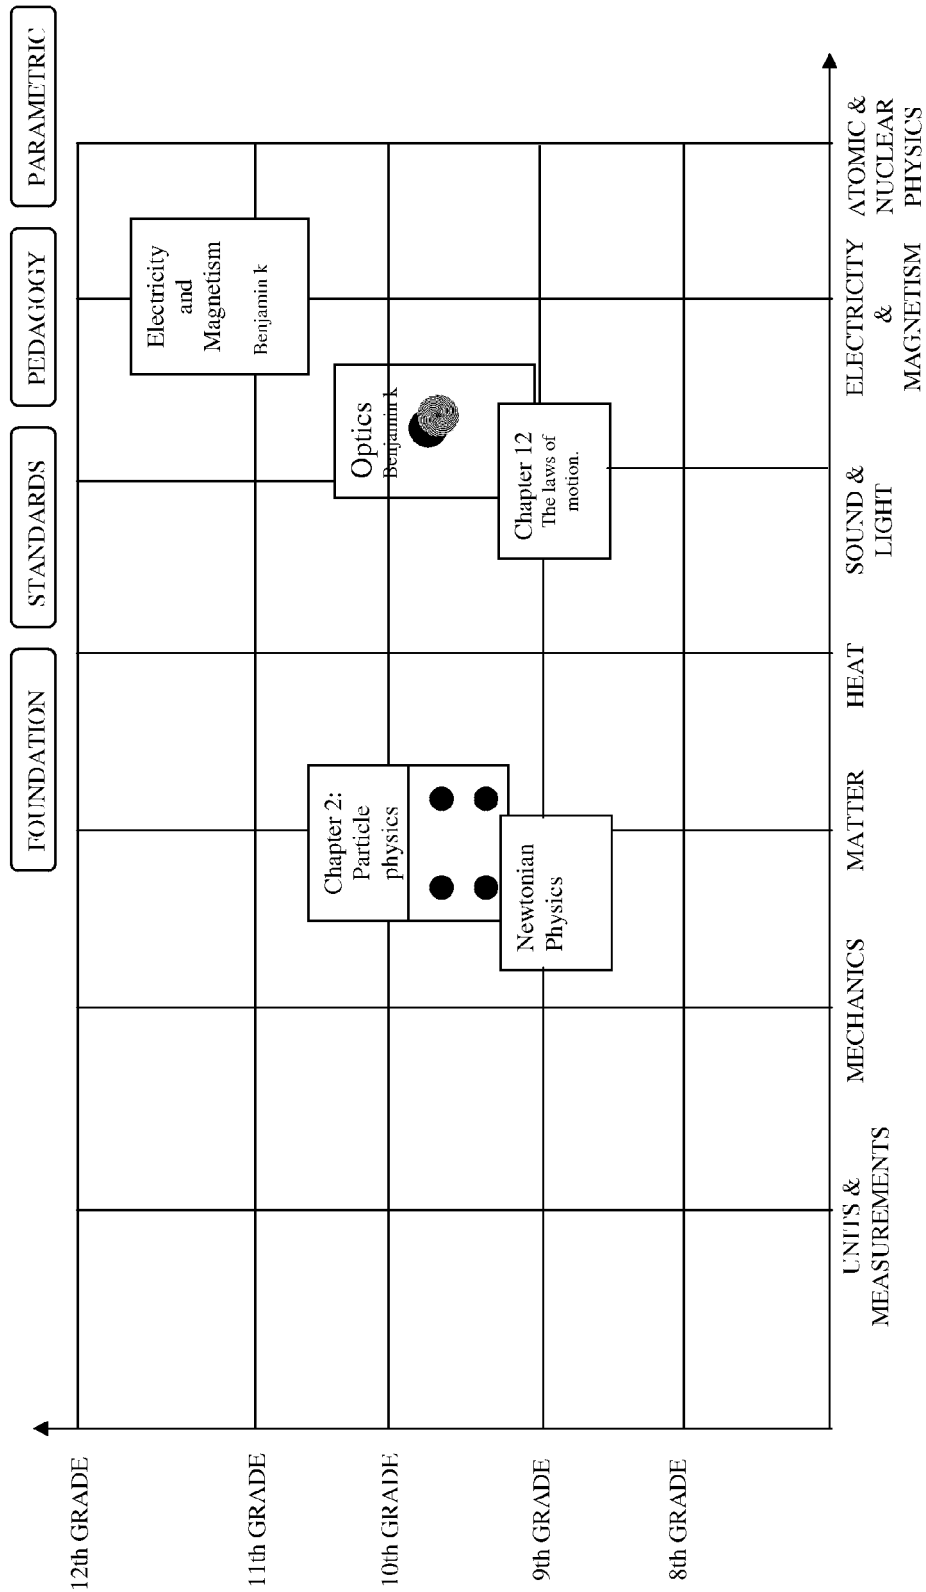 FOUNDATION
STANDARDS
PEDAGOGY
PARAMETRIC
12th GRADE
11th GRADE
10th GRADE
9th GRADE
8th GRADE
Electricity
and
Magnetism
Benjamin k
Optics
Benjamin k
Chapter 12
The laws of
motion.
Chapter 2:
Particle
physics
Newtonian
Physics
UNITS &
MEASUREMENTS
MECHANICS
MATTER
HEAT
SOUND &
LIGHT
ELECTRICITY
&
MAGNETISM
ATOMIC &
NUCLEAR
PHYSICS